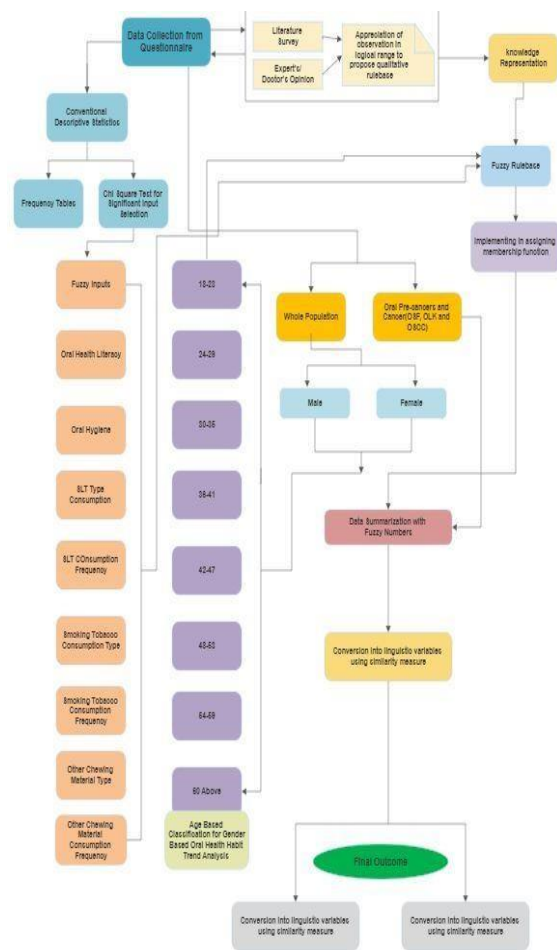 Data Collection from
Questionnaire
Literature
Survey
Expert's/
Doctor's Opinion
Appreciation of
observation in
logical range to
propose qualitative
rulebase
knowledge
Representation
Conventional
Descriptive Statistics
Fuzzy Rulebase
Frequency Tables
Chi Square Test for
Significant Input
Selection
Implementing in assigning
membership function
Fuzzy Inputs
Oral Health Literacy
Oral Hygiene
SLT Type
Consumption
SLT COnsumption
Frequency
Smoking Tobacco
Consumption Type
Smoking Tobacco
Consumption
Frequency
Other Chewing
Material Type
Other Chewing
Material Consumption
Frequency
18-23
24-29
30-35
36-41
42-47
48-53
54-59
60 Above
Age Based
Classification for Gender
Based Oral Health Habit
Trend Analysis
Whole Population
Oral Pre-cancers and
Cancer(OSF, OLK and
OSCC)
Male
Female
Data Summarization with
Fuzzy Numbers
Conversion into linguistic variables
using similarity measure
Final Outcome
Conversion into linguistic variables
using similarity measure
Conversion into linguistic variables
using similarity measure